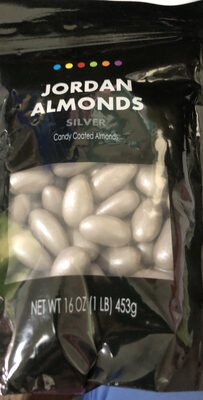 JORDAN
ALMONDS
SILVER
Candy Coated Almonds
NET WT 16 OZ (1 LB) 453g